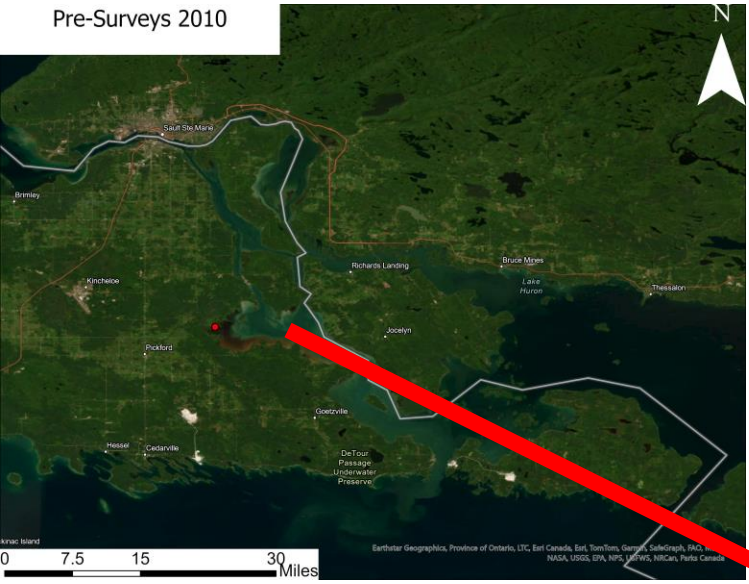 Pre-Surveys 2010
N
Sault Ste Marie
Brimley
Richards Landing
Bruce Mines
Kincheloe
Lake
Huron
Thessalon
Jocelyn
Pickford
Goetzville
Hessel
Cedarville
DeTour
Passage
Underwater
Preserve
kinac Island
Earthstar Geographics, Province of Ontario, LTC, Esri Canada, Esri, TomTom, Garmin, SafeGraph, FAO,
NASA, USGS, EPA, NPS, USFWS, NRCan, Parks Canada
0 7.5 15 30
Miles